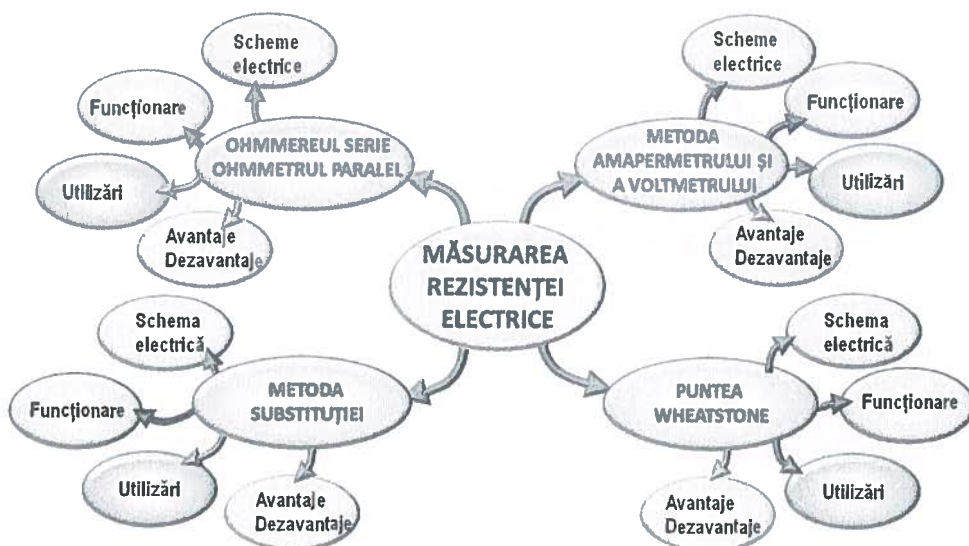 Scheme
electrice
Funcționare
OHMMEREUL SERIE
OHMMETRUL PARALEL
Utilizări
Avantaje
Dezavantaje
Scheme
electrice
Funcționare
METODA
AMAPERMETRULUI ȘI
A VOLTMETRULUI
Utilizări
Avantaje
Dezavantaje
MĂSURAREA
REZISTENȚEI
ELECTRICE
Schema
electrică
Funcționare
METODA
SUBSTITUȚIEI
Utilizări
Avantaje
Dezavantaje
Schema
electrică
PUNTEA
WHEATSTONE
Funcționare
Utilizări
Avantaje
Dezavantaje